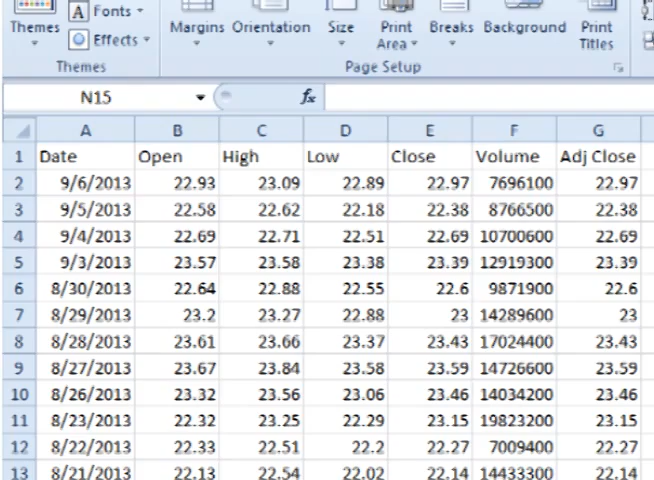 Fonts
Themes Margins Orientation Size Print Area Breaks Background Print Titles
Effects
Themes Page Setup
N15 fx
A B C D E F G
1 Date Open High Low Close Volume Adj Close
2 9/6/2013 22.93 23.09 22.89 22.97 7696100 22.97
3 9/5/2013 22.58 22.62 22.18 22.38 8766500 22.38
4 9/4/2013 22.69 22.71 22.51 22.69 10700600 22.69
5 9/3/2013 23.57 23.58 23.38 23.39 12919300 23.39
6 8/30/2013 22.64 22.88 22.55 22.6 9871900 22.6
7 8/29/2013 23.2 23.27 22.88 23 14289600 23
8 8/28/2013 23.61 23.66 23.37 23.43 17024400 23.43
9 8/27/2013 23.67 23.84 23.58 23.59 14726600 23.59
10 8/26/2013 23.32 23.56 23.06 23.46 14034200 23.46
11 8/23/2013 22.32 23.25 22.29 23.15 19823200 23.15
12 8/22/2013 22.33 22.51 22.2 22.27 7009400 22.27
13 8/21/2013 22.13 22.54 22.02 22.14 14433300 22.14